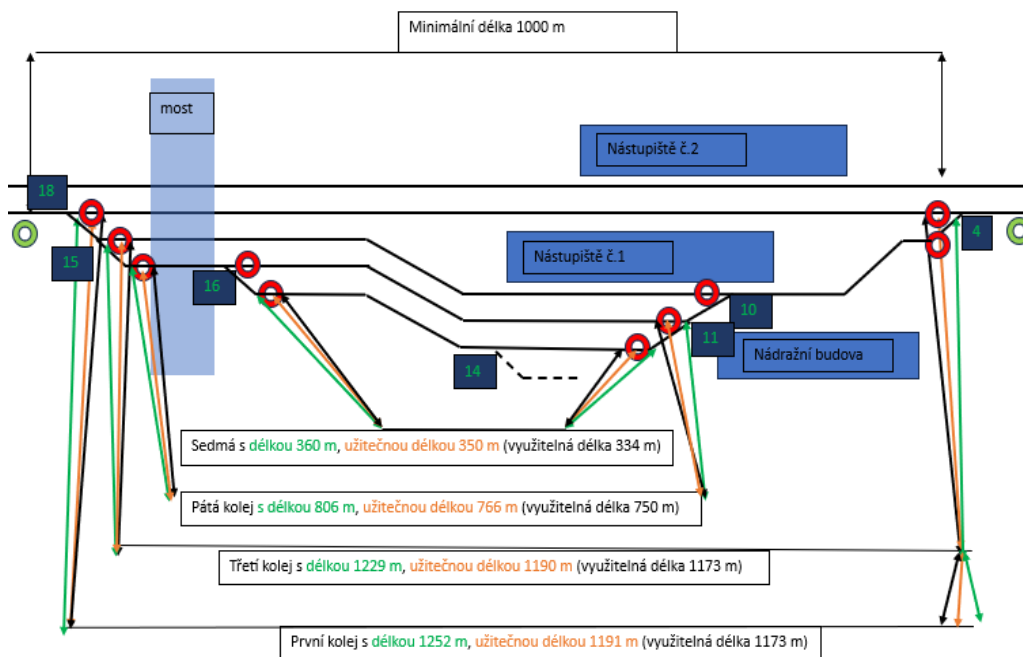 Minimální délka 1000 m
most
Nástupiště č.2
18
4
15
Nástupiště č.1
16
10
11
Nádražní budova
14
Sedmá s délkou 360 m, užitečnou délkou 350 m (využitelná délka 334 m)
Pátá kolej s délkou 806 m, užitečnou délkou 766 m (využitelná délka 750 m)
Třetí kolej s délkou 1229 m, užitečnou délkou 1190 m (využitelná délka 1173 m)
První kolej s délkou 1252 m, užitečnou délkou 1191 m (využitelná délka 1173 m)